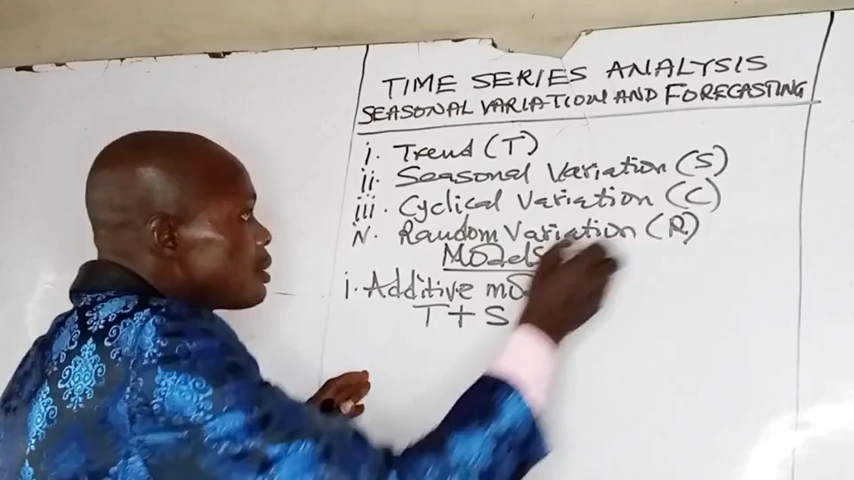 TIME SERIES ANALYSIS
SEASONAL VARIATION AND FORECASTING
i. Trend (T)
ii. Seasonal Variation (S)
iii. Cyclical Variation (C)
iv. Random Variation (R)
Models
i. Additive
T + S